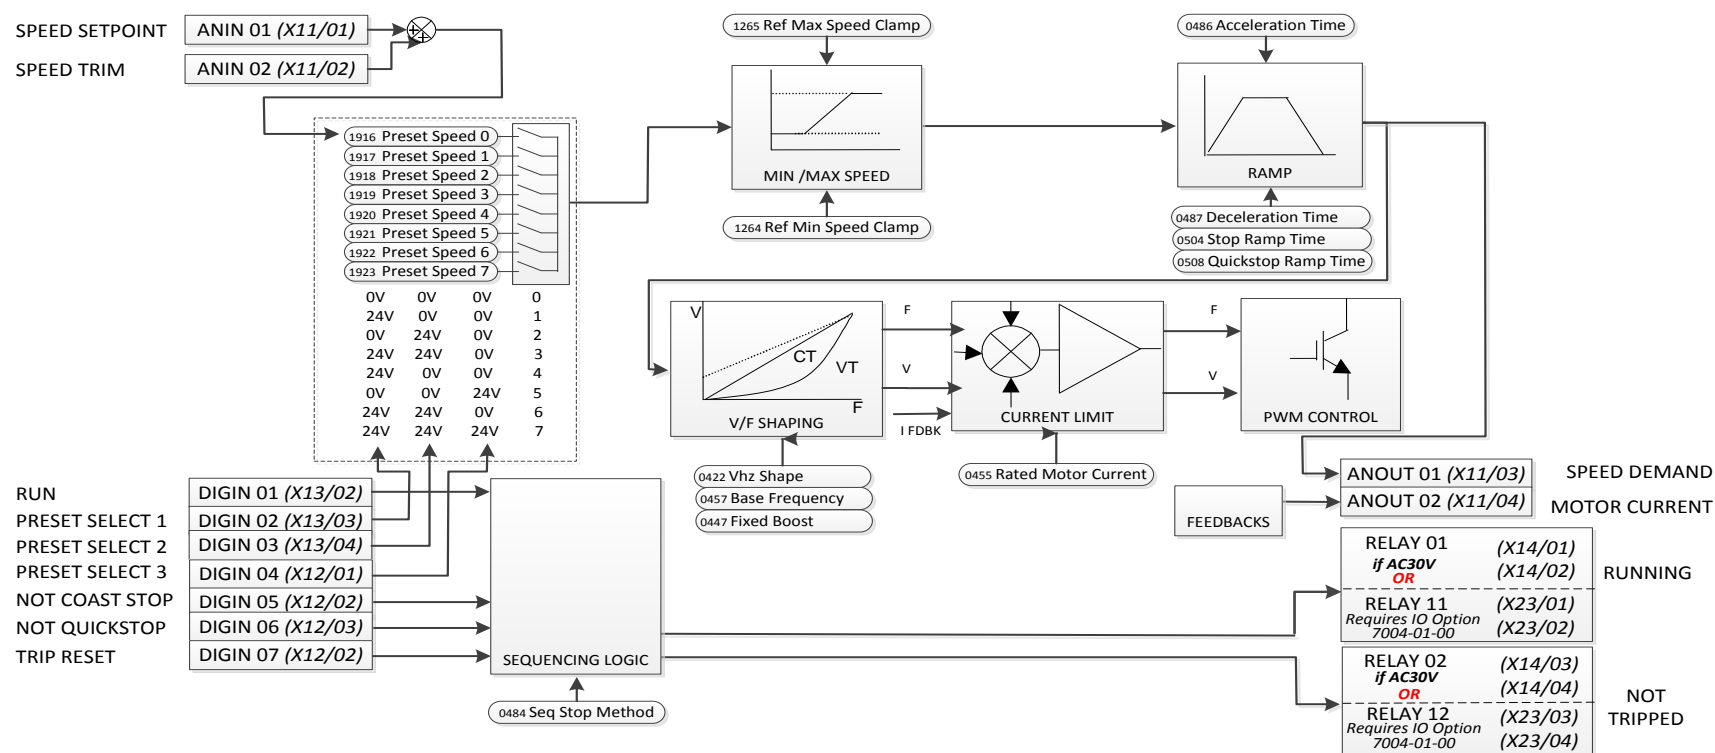 SPEED SETPOINT ANIN 01 (X11/01)
SPEED TRIM ANIN 02 (X11/02)
+
+
1265 Ref Max Speed Clamp
MIN /MAX SPEED
1264 Ref Min Speed Clamp
0486 Acceleration Time
RAMP
0487 Deceleration Time
0504 Stop Ramp Time
0508 Quickstop Ramp Time
1916 Preset Speed 0
1917 Preset Speed 1
1918 Preset Speed 2
1919 Preset Speed 3
1920 Preset Speed 4
1921 Preset Speed 5
1922 Preset Speed 6
1923 Preset Speed 7
0V 0V 0V 0
24V 0V 0V 1
0V 24V 0V 2
24V 24V 0V 3
24V 0V 0V 4
0V 0V 24V 5
24V 24V 0V 6
24V 24V 24V 7
V
CT
VT
F
V/F SHAPING
0422 Vhz Shape
0457 Base Frequency
0447 Fixed Boost
F
V
I FDBK
CURRENT LIMIT
0455 Rated Motor Current
F
V
PWM CONTROL
RUN DIGIN 01 (X13/02)
PRESET SELECT 1 DIGIN 02 (X13/03)
PRESET SELECT 2 DIGIN 03 (X13/04)
PRESET SELECT 3 DIGIN 04 (X12/01)
NOT COAST STOP DIGIN 05 (X12/02)
NOT QUICKSTOP DIGIN 06 (X12/03)
TRIP RESET DIGIN 07 (X12/02)
SEQUENCING LOGIC
0484 Seq Stop Method
FEEDBACKS
ANOUT 01 (X11/03) SPEED DEMAND
ANOUT 02 (X11/04) MOTOR CURRENT
RELAY 01 (X14/01)
if AC30V (X14/02)
OR
RUNNING
RELAY 11 (X23/01)
Requires IO Option (X23/02)
7004-01-00
RELAY 02 (X14/03)
if AC30V (X14/04)
OR
NOT
TRIPPED
RELAY 12 (X23/03)
Requires IO Option (X23/04)
7004-01-00